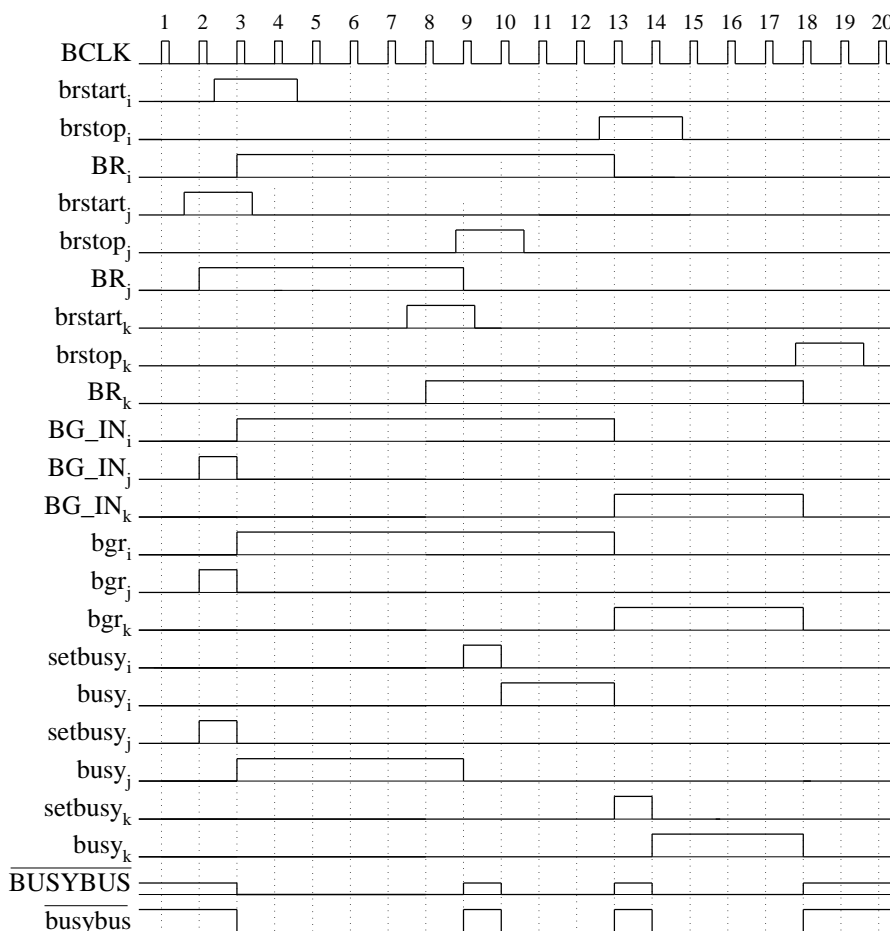 1 2 3 4 5 6 7 8 9 10 11 12 13 14 15 16 17 18 19 20
BCLK
brstart_i
brstop_i
BR_i
brstart_j
brstop_j
BR_j
brstart_k
brstop_k
BR_k
BG_IN_i
BG_IN_j
BG_IN_k
bgr_i
bgr_j
bgr_k
setbusy_i
busy_i
setbusy_j
busy_j
setbusy_k
busy_k
BUSYBUS
busybus